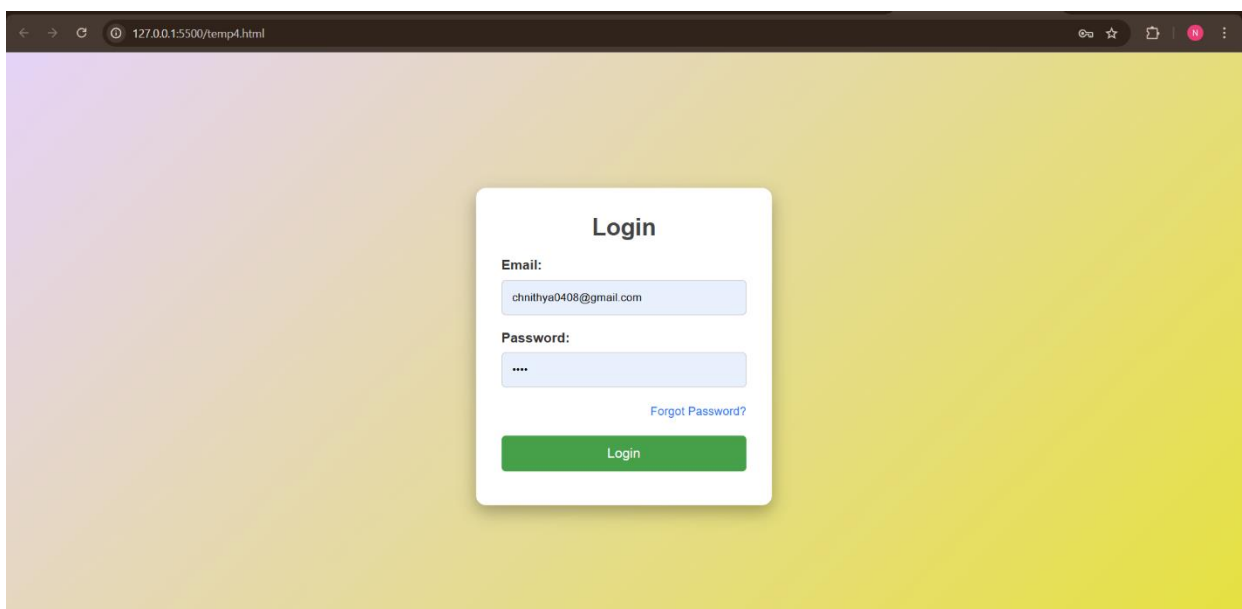 127.0.0.1:5500/temp4.html
N
Login
Email:
chnithya0408@gmail.com
Password:
••••
Forgot Password?
Login